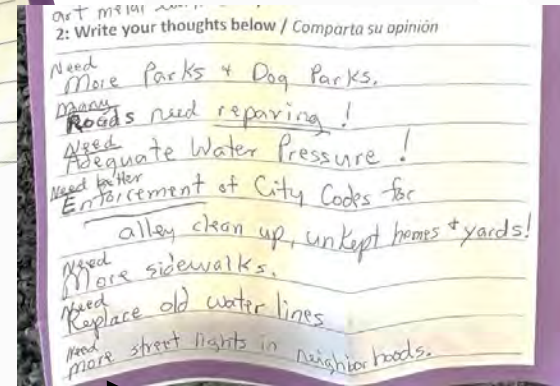 art metal
2: Write your thoughts below / Comparta su opinión
Need
More Parks + Dog Parks.
Many
Roads need reparing!
Need
Adequate Water Pressure!
Need better
Enforcement of City Codes for
alley clean up, unkept homes + yards!
Need
More sidewalks.
Need
Replace old water lines
Need
more street lights in neighborhoods.